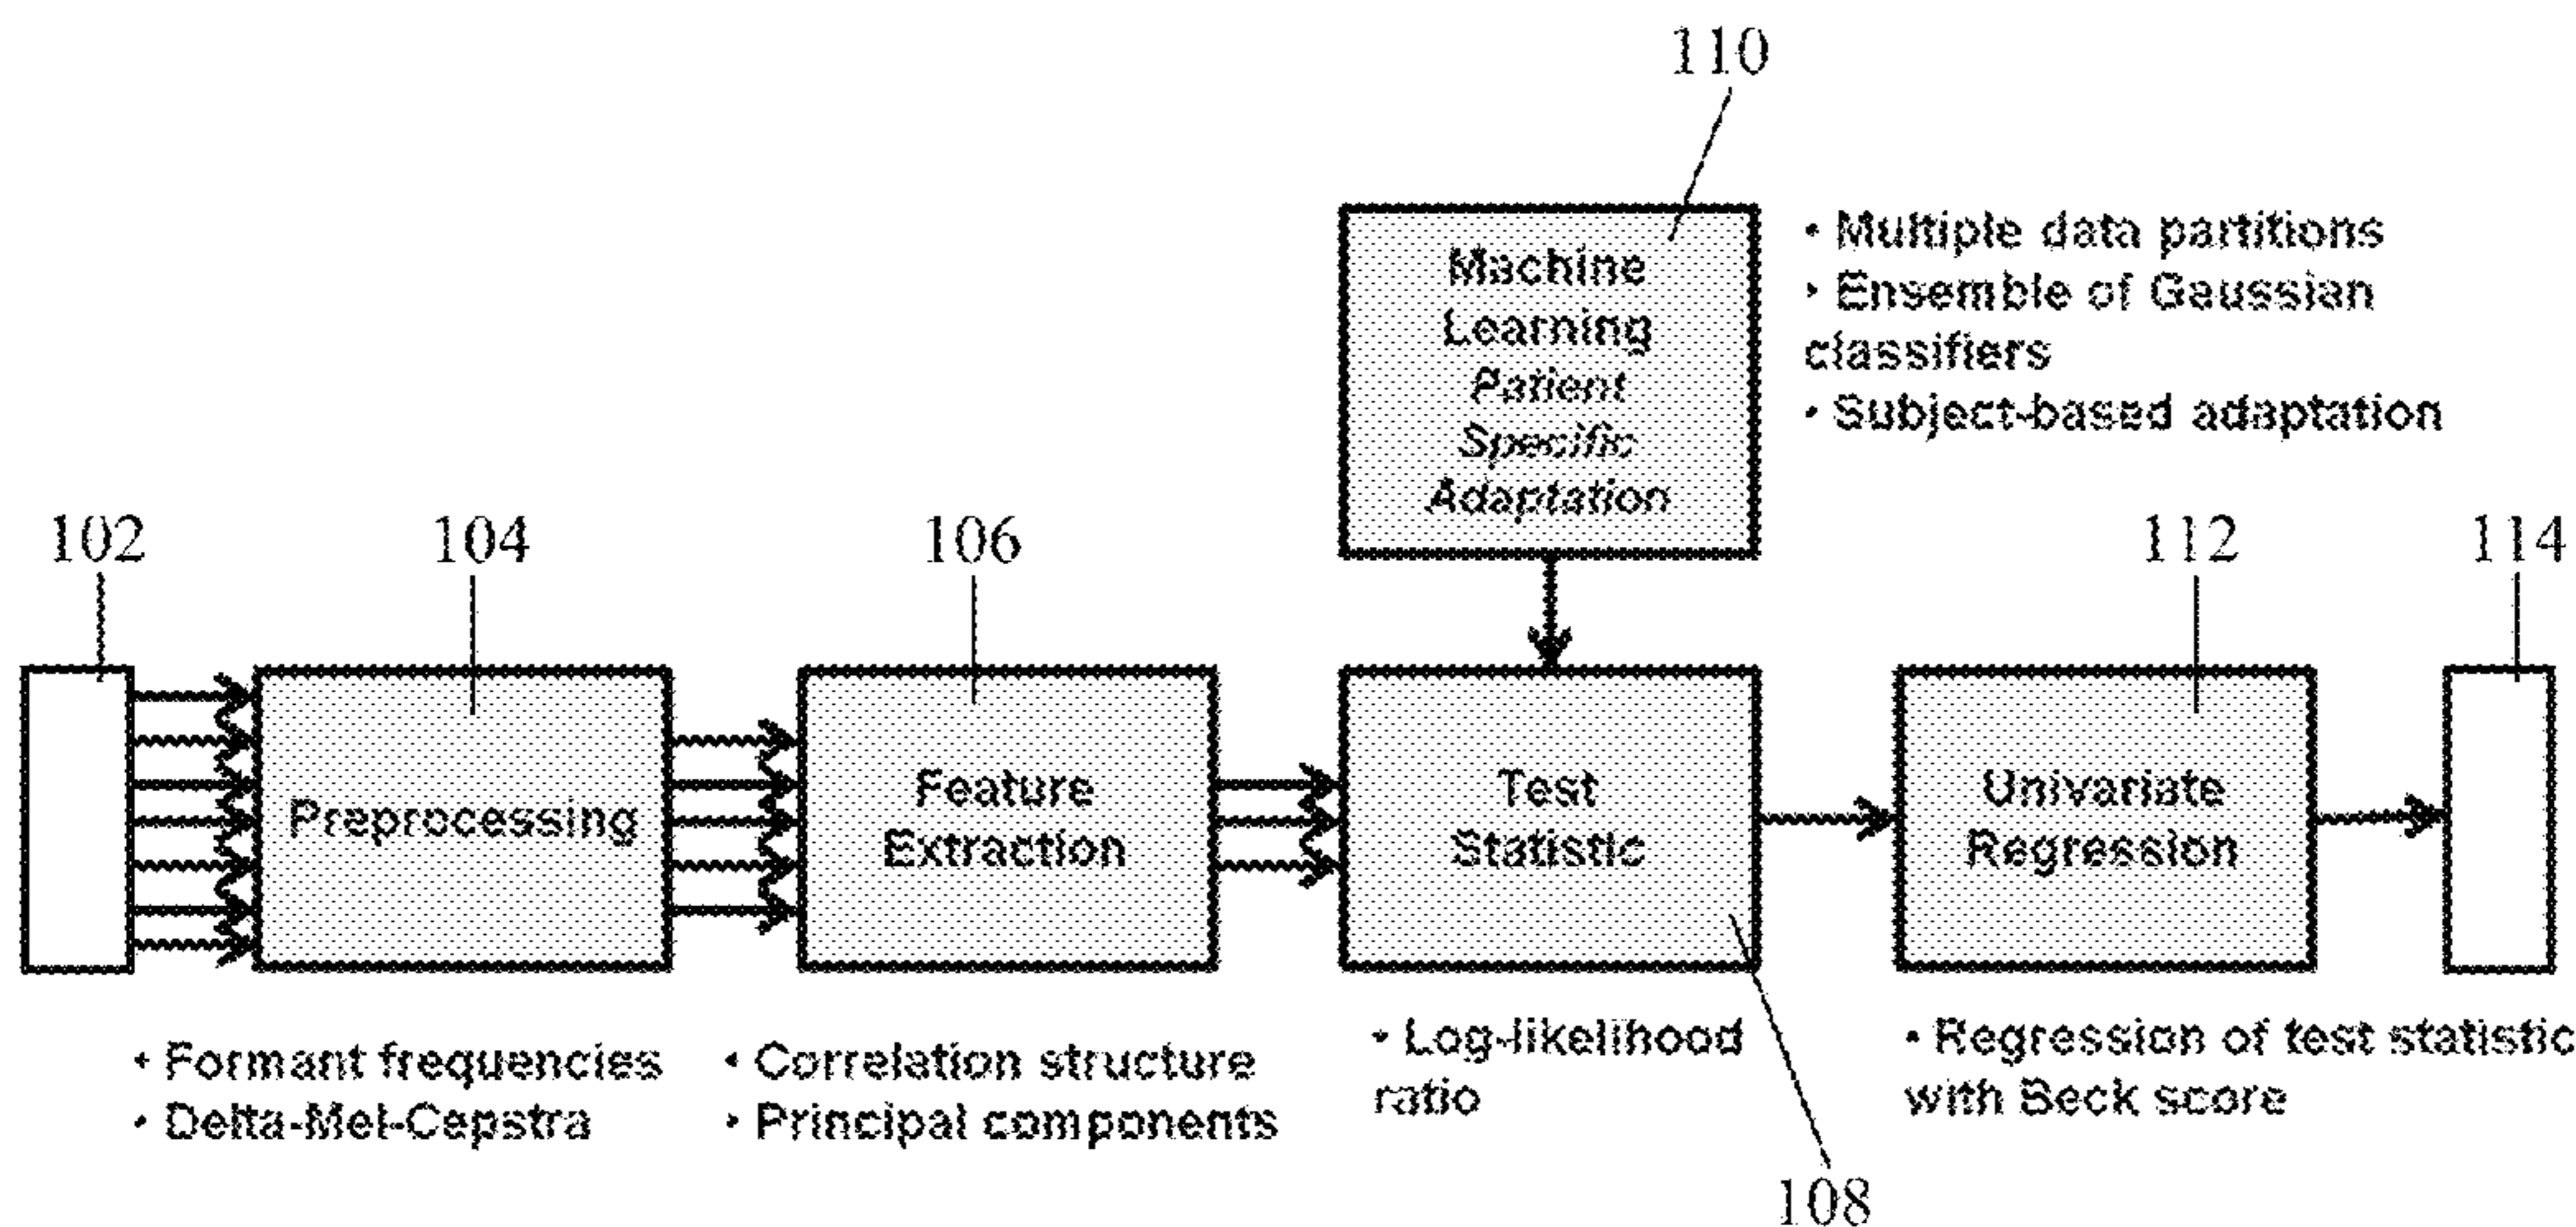 110
Machine
Learning
Patient
Specific
Adaptation
• Multiple data partitions
• Ensemble of Gaussian
classifiers
• Subject-based adaptation
102
104
106
112
114
Preprocessing
Feature
Extraction
Test
Statistic
Univariate
Regression
• Formant frequencies
• Delta-Mel-Cepstra
• Correlation structure
• Principal components
• Log-likelihood
ratio
• Regression of test statistic
with Beck score
108